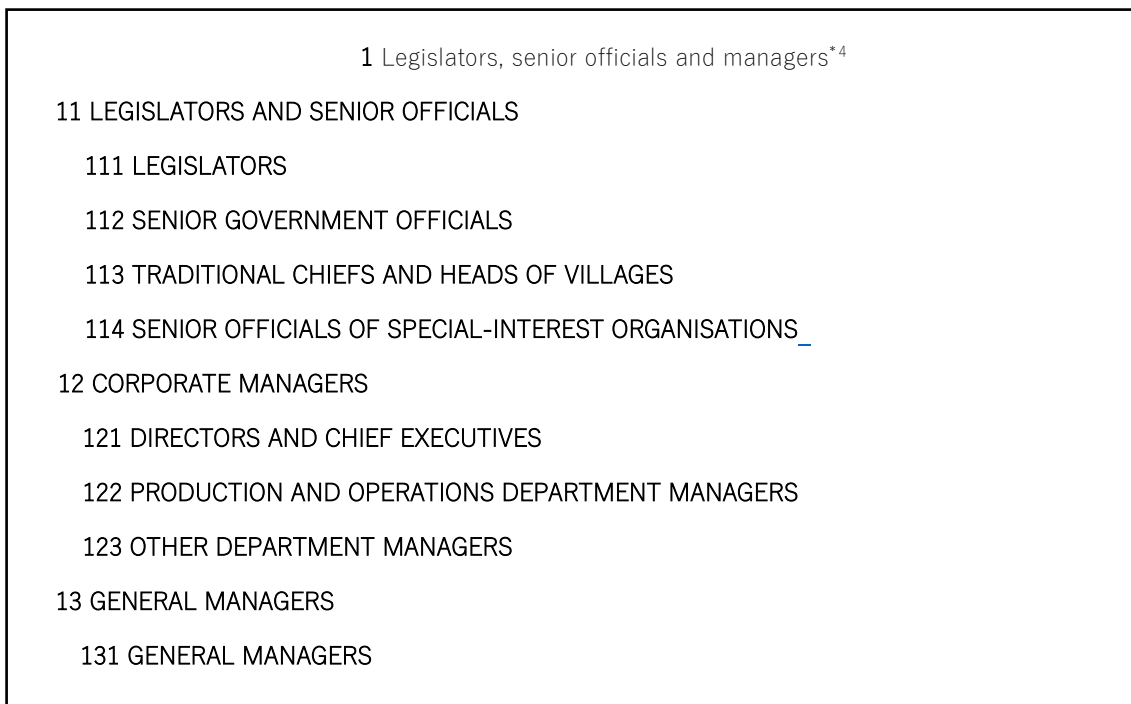 1 Legislators, senior officials and managers*4
11 LEGISLATORS AND SENIOR OFFICIALS
111 LEGISLATORS
112 SENIOR GOVERNMENT OFFICIALS
113 TRADITIONAL CHIEFS AND HEADS OF VILLAGES
114 SENIOR OFFICIALS OF SPECIAL-INTEREST ORGANISATIONS
12 CORPORATE MANAGERS
121 DIRECTORS AND CHIEF EXECUTIVES
122 PRODUCTION AND OPERATIONS DEPARTMENT MANAGERS
123 OTHER DEPARTMENT MANAGERS
13 GENERAL MANAGERS
131 GENERAL MANAGERS